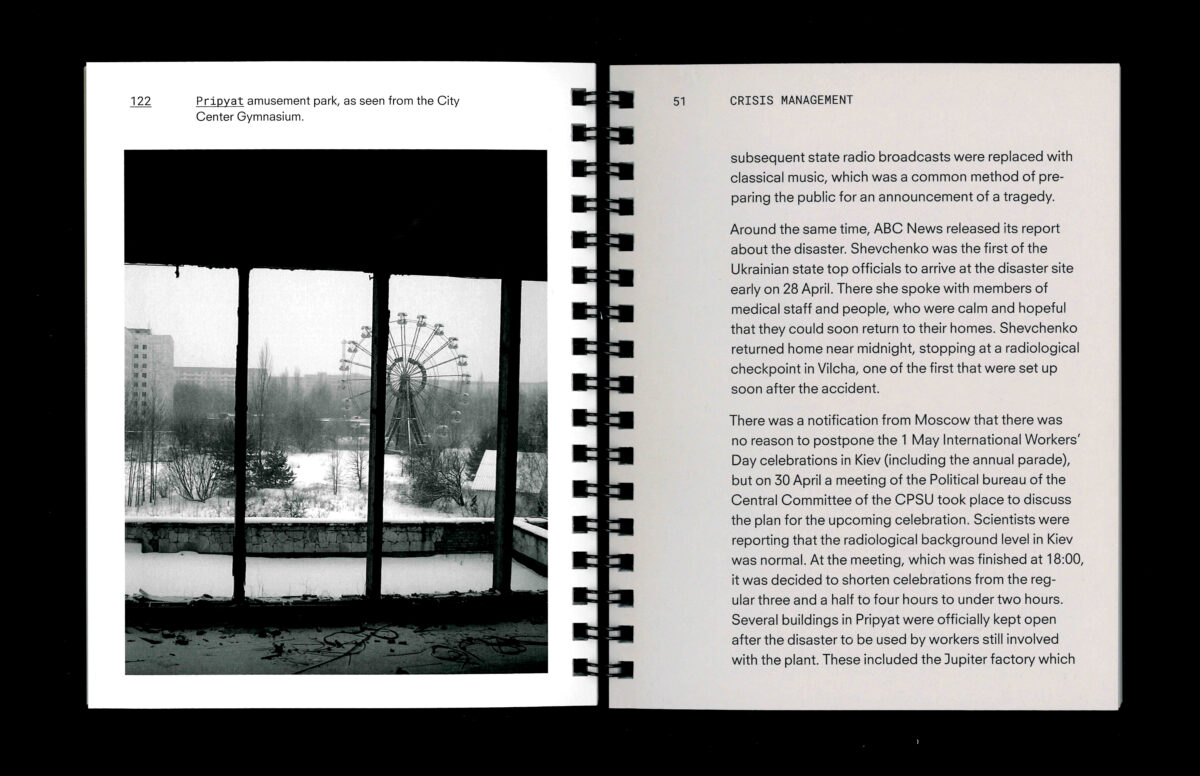 122
Pripyat amusement park, as seen from the City
Center Gymnasium.
51
CRISIS MANAGEMENT
subsequent state radio broadcasts were replaced with
classical music, which was a common method of pre-
paring the public for an announcement of a tragedy.
Around the same time, ABC News released its report
about the disaster. Shevchenko was the first of the
Ukrainian state top officials to arrive at the disaster site
early on 28 April. There she spoke with members of
medical staff and people, who were calm and hopeful
that they could soon return to their homes. Shevchenko
returned home near midnight, stopping at a radiological
checkpoint in Vilcha, one of the first that were set up
soon after the accident.
There was a notification from Moscow that there was
no reason to postpone the 1 May International Workers’
Day celebrations in Kiev (including the annual parade),
but on 30 April a meeting of the Political bureau of the
Central Committee of the CPSU took place to discuss
the plan for the upcoming celebration. Scientists were
reporting that the radiological background level in Kiev
was normal. At the meeting, which was finished at 18:00,
it was decided to shorten celebrations from the reg-
ular three and a half to four hours to under two hours.
Several buildings in Pripyat were officially kept open
after the disaster to be used by workers still involved
with the plant. These included the Jupiter factory which